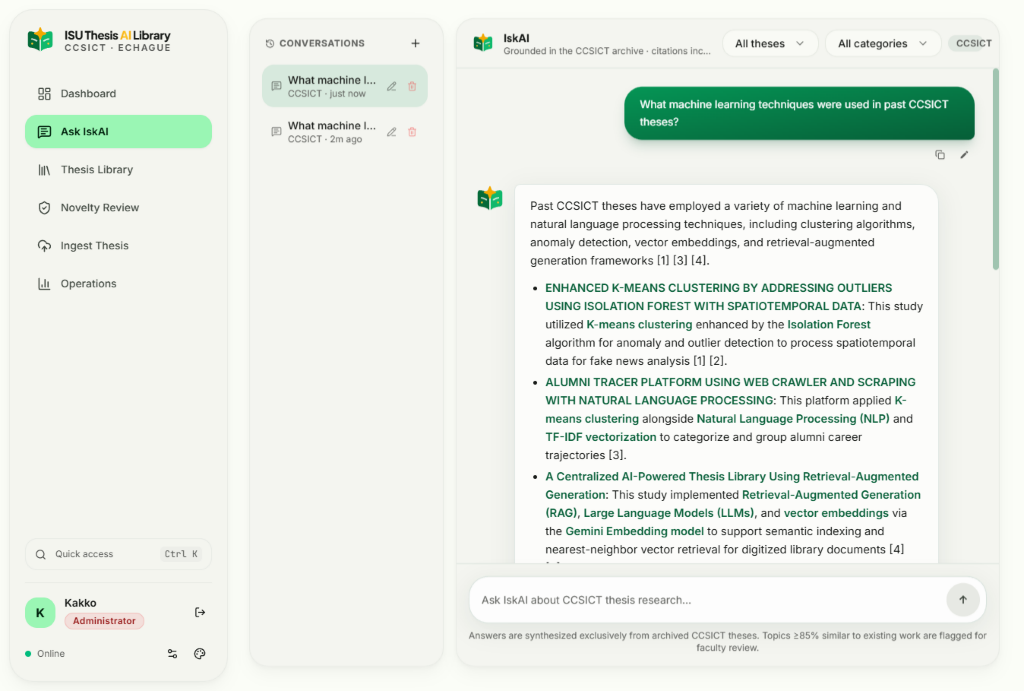 ISU Thesis AI Library
CCSICT · ECHAGUE
Dashboard
Ask IskAI
Thesis Library
Novelty Review
Ingest Thesis
Operations
Quick access
Ctrl K
K
Kakko
Administrator
Online
CONVERSATIONS
+
What machine l...
CCSICT · just now
What machine l...
CCSICT · 2m ago
IskAI
Grounded in the CCSICT archive · citations inc...
All theses
All categories
CCSICT
What machine learning techniques were used in past CCSICT
theses?
Past CCSICT theses have employed a variety of machine learning and
natural language processing techniques, including clustering algorithms,
anomaly detection, vector embeddings, and retrieval-augmented
generation frameworks [1] [3] [4].
• ENHANCED K-MEANS CLUSTERING BY ADDRESSING OUTLIERS
USING ISOLATION FOREST WITH SPATIOTEMPORAL DATA: This study
utilized K-means clustering enhanced by the Isolation Forest
algorithm for anomaly and outlier detection to process spatiotemporal
data for fake news analysis [1] [2].
• ALUMNI TRACER PLATFORM USING WEB CRAWLER AND SCRAPING
WITH NATURAL LANGUAGE PROCESSING: This platform applied K-
means clustering alongside Natural Language Processing (NLP) and
TF-IDF vectorization to categorize and group alumni career
trajectories [3].
• A Centralized AI-Powered Thesis Library Using Retrieval-Augmented
Generation: This study implemented Retrieval-Augmented Generation
(RAG), Large Language Models (LLMs), and vector embeddings via
the Gemini Embedding model to support semantic indexing and
nearest-neighbor vector retrieval for digitized library documents [4]
Ask IskAI about CCSICT thesis research...
Answers are synthesized exclusively from archived CCSICT theses. Topics ≥85% similar to existing work are flagged for
faculty review.